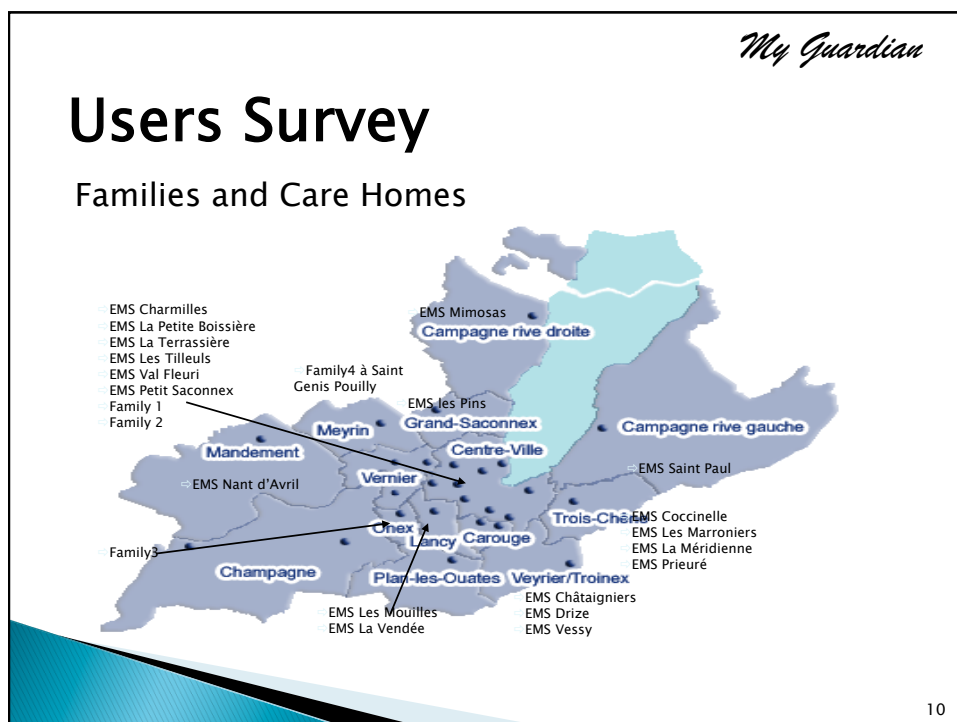 My Guardian
Users Survey
Families and Care Homes
EMS Charmilles
EMS La Petite Boissière
EMS La Terrassière
EMS Les Tilleuls
EMS Val Fleuri
EMS Petit Saconnex
Family 1
Family 2
Family4 à Saint
Genis Pouilly
EMS Mimosas
Campagne rive droite
EMS les Pins
Grand-Saconnex
Meyrin
Mandement
Centre-Ville
Campagne rive gauche
Vernier
EMS Nant d’Avril
EMS Saint Paul
Trois-Chêne
EMS Coccinelle
EMS Les Marroniers
EMS La Méridienne
EMS Prieuré
Onex
Lancy
Carouge
Family3
Champagne
Plan-les-Ouates
Veyrier/Troinex
EMS Les Mouilles
EMS La Vendée
EMS Châtaigniers
EMS Drize
EMS Vessy
10